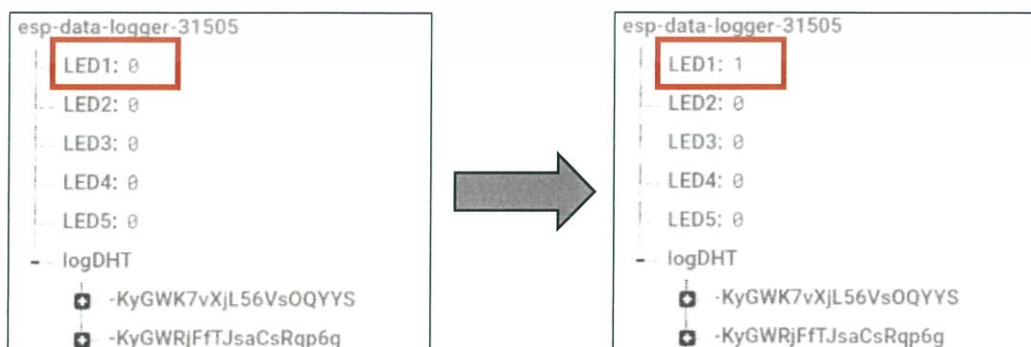 esp-data-logger-31505
LED1: 0
LED2: 0
LED3: 0
LED4: 0
LED5: 0
logDHT
-KyGWK7vXjL56VsOQYYS
-KyGWRjFfTJsaCsRqp6g
esp-data-logger-31505
LED1: 1
LED2: 0
LED3: 0
LED4: 0
LED5: 0
logDHT
-KyGWK7vXjL56VsOQYYS
-KyGWRjFfTJsaCsRqp6g